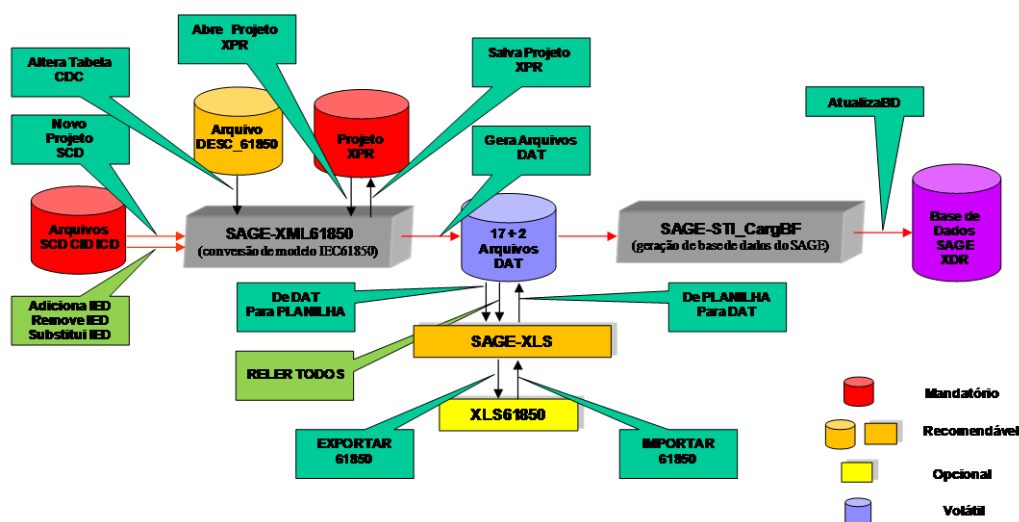 Abre Projeto
XPR
Salva Projeto
XPR
Altera Tabela
CDC
AtualizaBD
Novo
Projeto
SCD
Arquivo
DESC_61850
Projeto
XPR
Gera Arquivos
DAT
Arquivos
SCD CID ICD
SAGE-XML61850
(conversão de modelo IEC61850)
17 + 2
Arquivos
DAT
SAGE-STI_CargBF
(geração de base de dados do SAGE)
Base de
Dados
SAGE
XDR
Adiciona IED
Remove IED
Substitui IED
De DAT
Para PLANILHA
De PLANILHA
Para DAT
SAGE-XLS
RELER TODOS
XLS61850
EXPORTAR
61850
IMPORTAR
61850
Mandatório
Recomendável
Opcional
Volátil